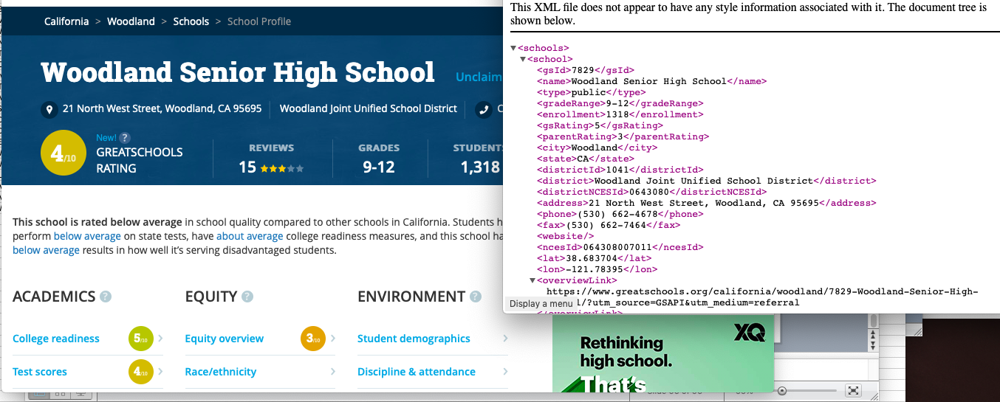 California > Woodland > Schools > School Profile
Woodland Senior High School
Unclaim
21 North West Street, Woodland, CA 95695
Woodland Joint Unified School District
C
4/10
New! ?
GREATSCHOOLS
RATING
REVIEWS
15
GRADES
9-12
STUDENT
1,318
This school is rated below average in school quality compared to other schools in California. Students h
perform below average on state tests, have about average college readiness measures, and this school ha
below average results in how well it's serving disadvantaged students.
ACADEMICS ?
College readiness 5/10
Test scores 4/10
EQUITY ?
Equity overview 3/10
Race/ethnicity
ENVIRONMENT ?
Student demographics
Discipline & attendance
This XML file does not appear to have any style information associated with it. The document tree is
shown below.
<schools>
<school>
<gsId>7829</gsId>
<name>Woodland Senior High School</name>
<type>public</type>
<gradeRange>9-12</gradeRange>
<enrollment>1318</enrollment>
<gsRating>5</gsRating>
<parentRating>3</parentRating>
<city>Woodland</city>
<state>CA</state>
<districtId>1041</districtId>
<district>Woodland Joint Unified School District</district>
<districtNCESId>0643080</districtNCESId>
<address>21 North West Street, Woodland, CA 95695</address>
<phone>(530) 662-4678</phone>
<fax>(530) 662-7464</fax>
<website/>
<ncesId>064308007011</ncesId>
<lat>38.683704</lat>
<lon>-121.78395</lon>
<overviewLink>
https://www.greatschools.org/california/woodland/7829-Woodland-Senior-High-
l/?utm_source=GSAPI&utm_medium=referral
</overviewLink>
Display a menu
XQ
Rethinking
high school.
That's